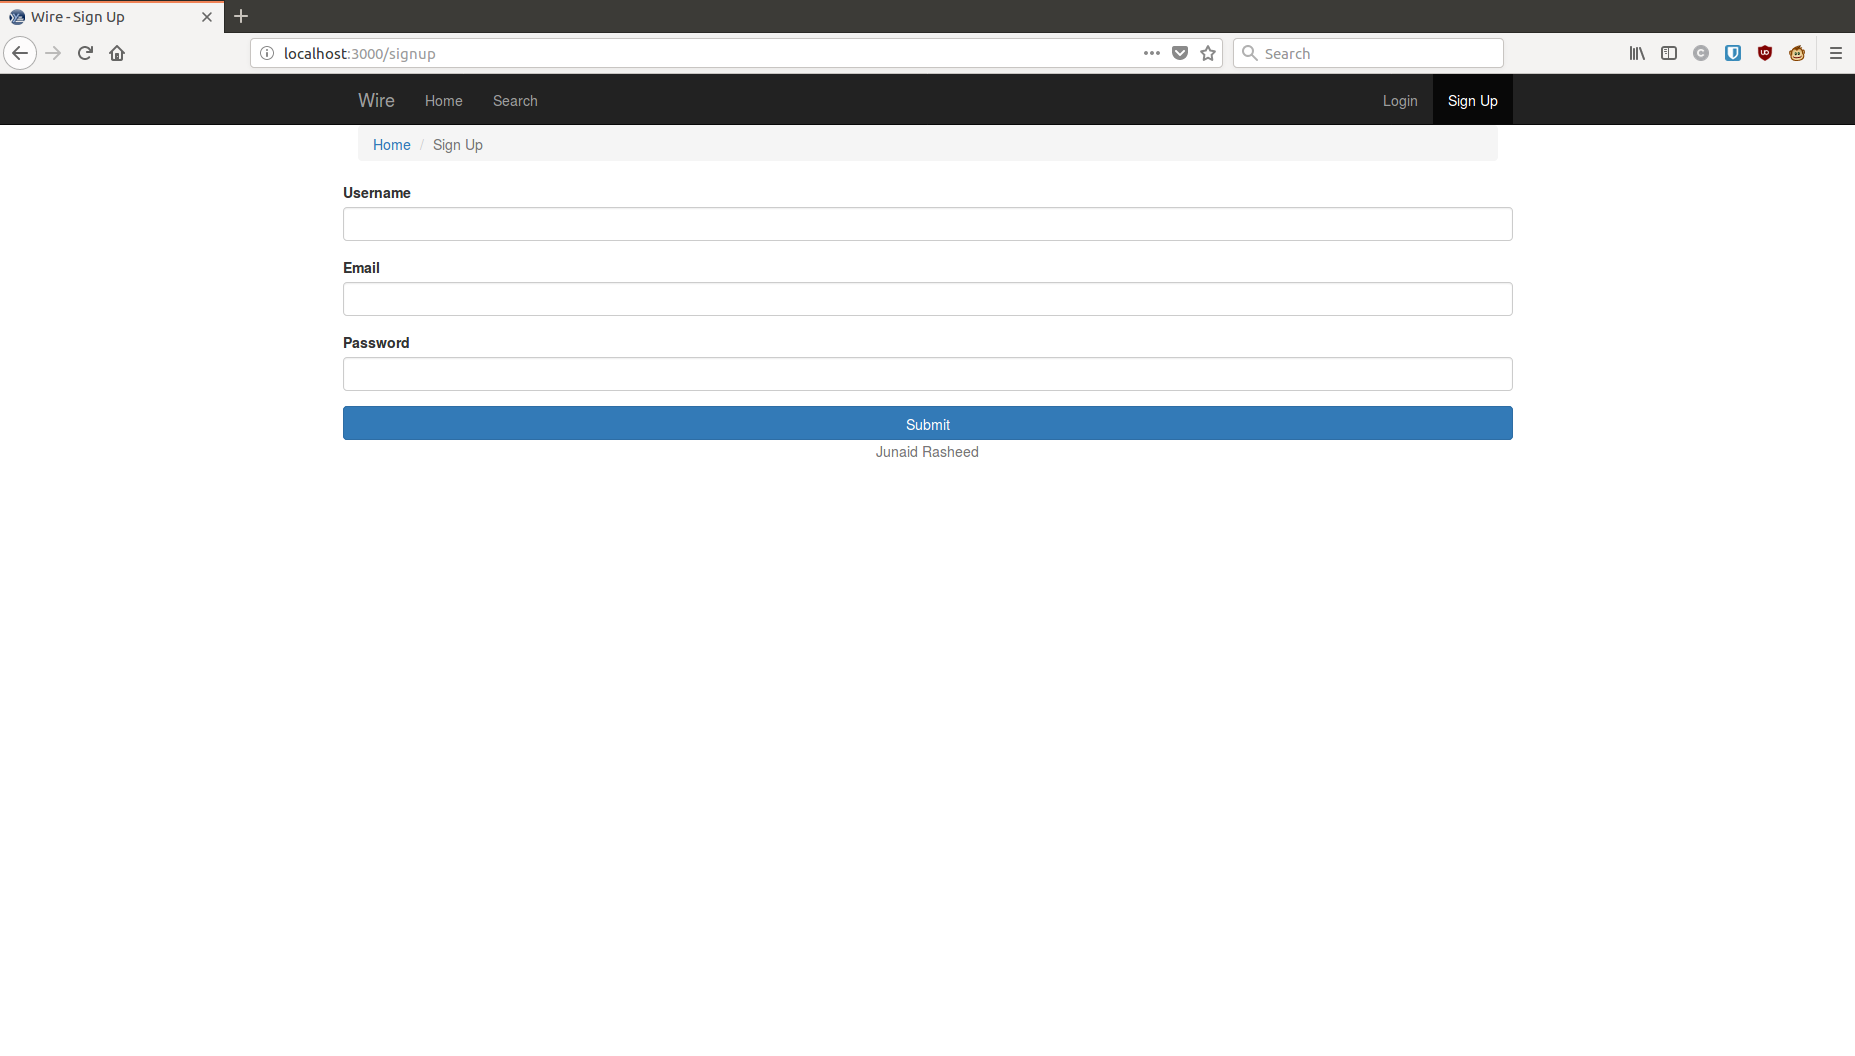 Wire - Sign Up
localhost:3000/signup
Search
Wire Home Search Login Sign Up
Home / Sign Up
Username
Email
Password
Submit
Junaid Rasheed